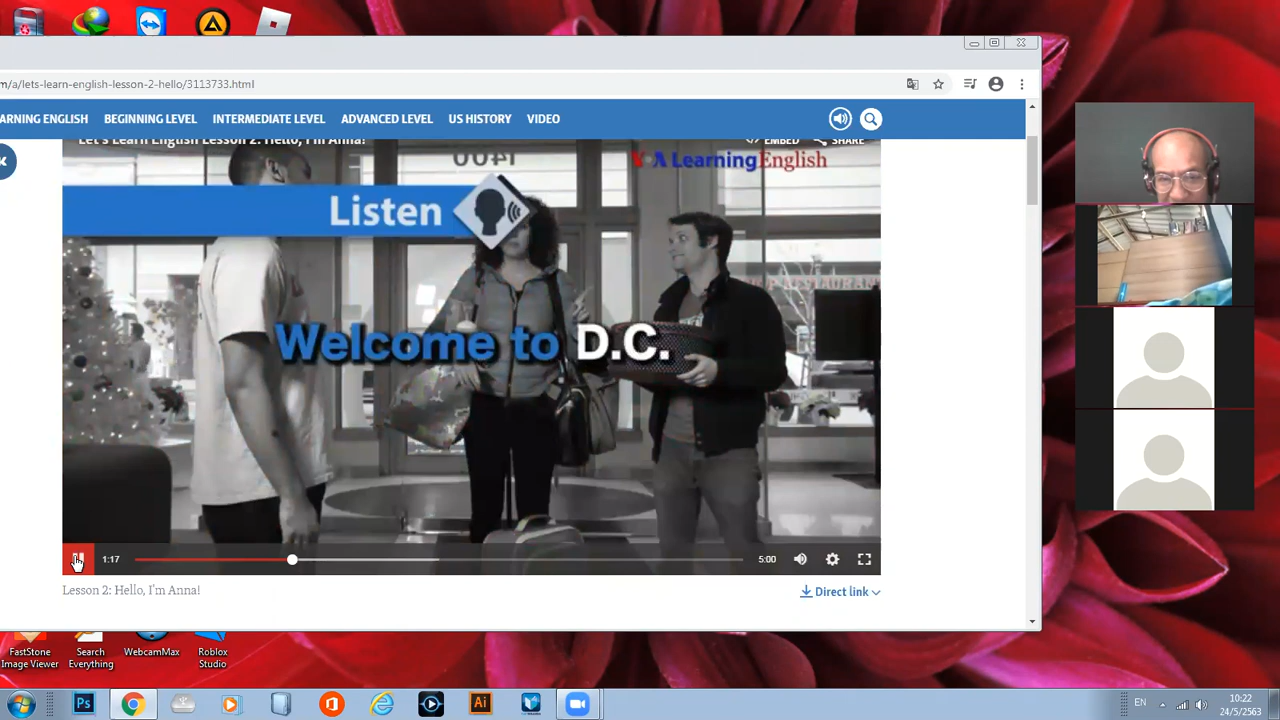 m/a/lets-learn-english-lesson-2-hello/3113733.html
ARNING ENGLISH BEGINNING LEVEL INTERMEDIATE LEVEL ADVANCED LEVEL US HISTORY VIDEO
Let's Learn English Lesson 2: Hello, I'm Anna!
EMBED SHARE
1400
VOA Learning English
Listen
Welcome to D.C.
1:17 5:00
Lesson 2: Hello, I'm Anna!
Direct link
FastStone Image Viewer
Search Everything
WebcamMax
Roblox Studio
Ps
Ai
EN
10:22
24/5/2563